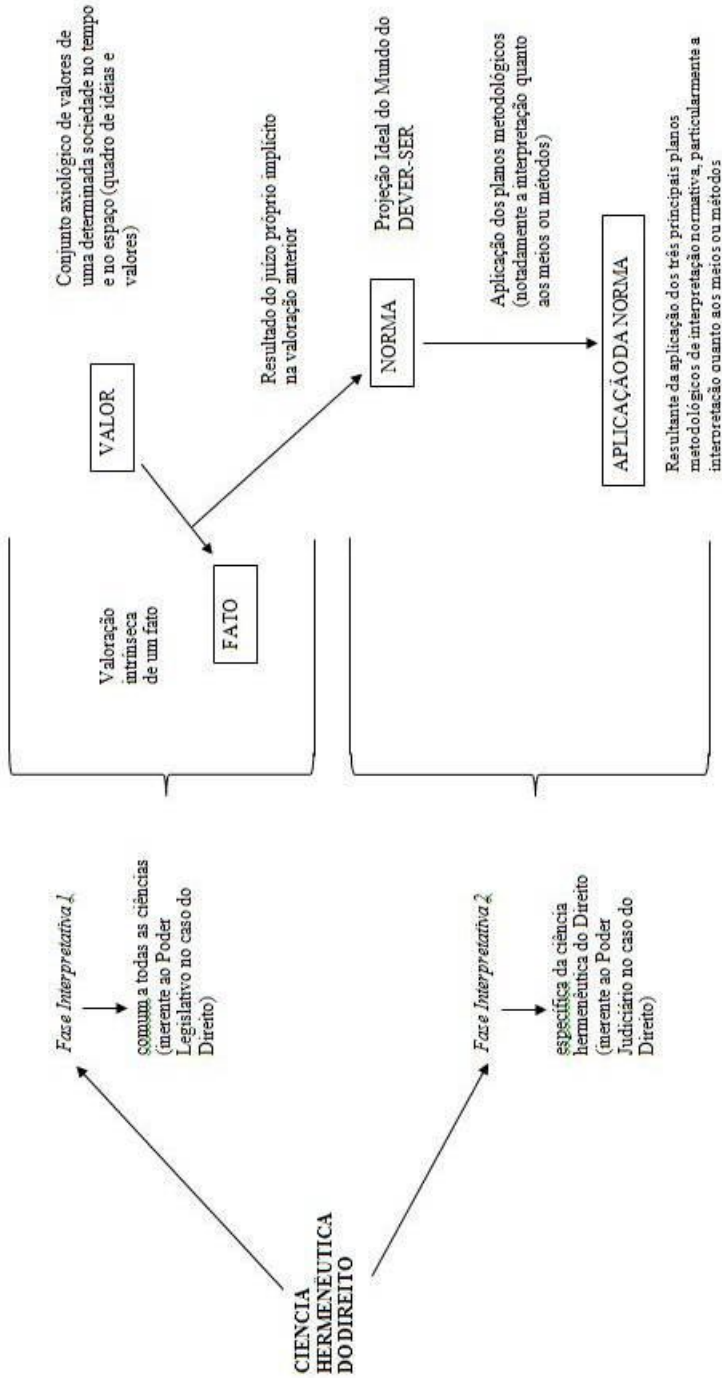 CIENCIA
HERMENÊUTICA
DO DIREITO
Fase Interpretativa 1
comum a todas as ciências
(inerente ao Poder
Legislativo no caso do
Direito)
Valoração
intrínseca
de um fato
FATO
VALOR
Conjunto axiológico de valores de
uma determinada sociedade no tempo
e no espaço (quadro de idéias e
valores)
Resultado do juízo próprio implícito
na valoração anterior
Fase Interpretativa 2
específica da ciência
hermenêutica do Direito
(inerente ao Poder
Judiciário no caso do
Direito)
NORMA
Projeção Ideal do Mundo do
DEVER-SER
Aplicação dos planos metodológicos
(notadamente a interpretação quanto
aos meios ou métodos)
APLICAÇÃO DA NORMA
Resultante da aplicação dos três principais planos
metodológicos de interpretação normativa, particularmente a
interpretação quanto aos meios ou métodos